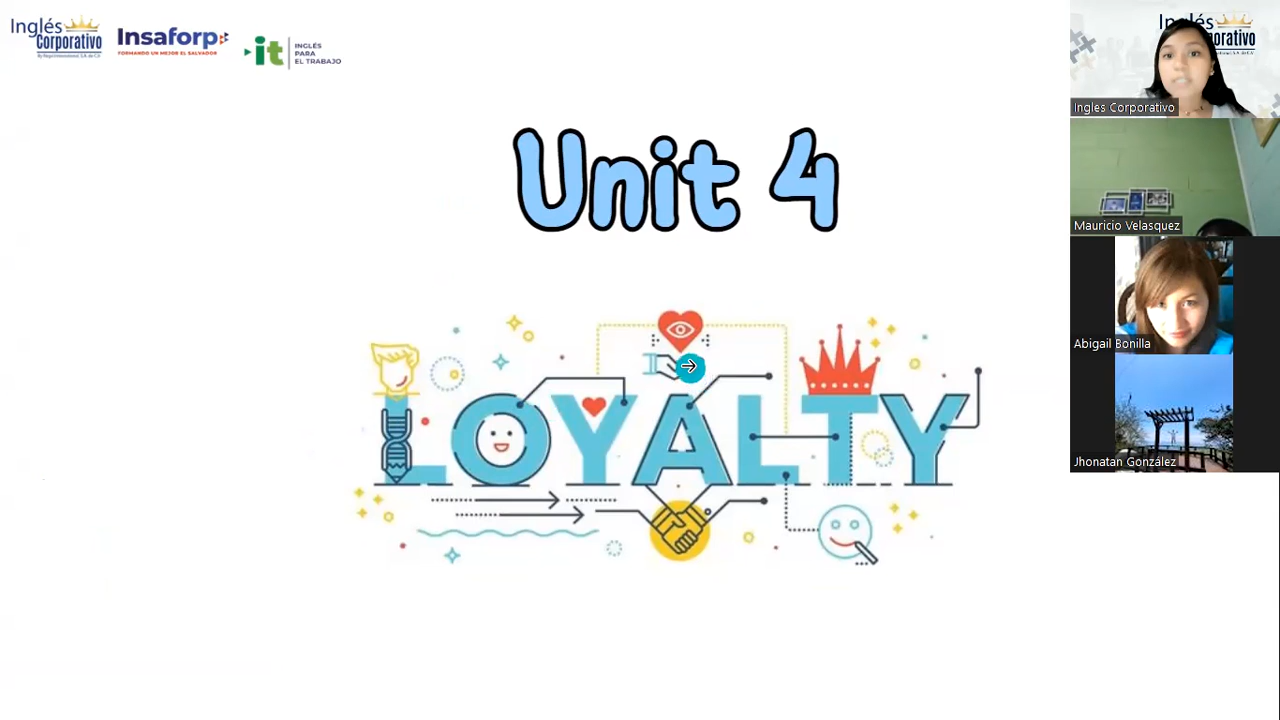 Inglés
Corporativo
Insaforp
FORMANDO UN MEJOR EL SALVADOR
it
INGLÉS
PARA
EL TRABAJO
Unit 4
LOYALTY
Inglés
Ingles Corporativo
Mauricio Velasquez
Abigail Bonilla
Jhonatan González